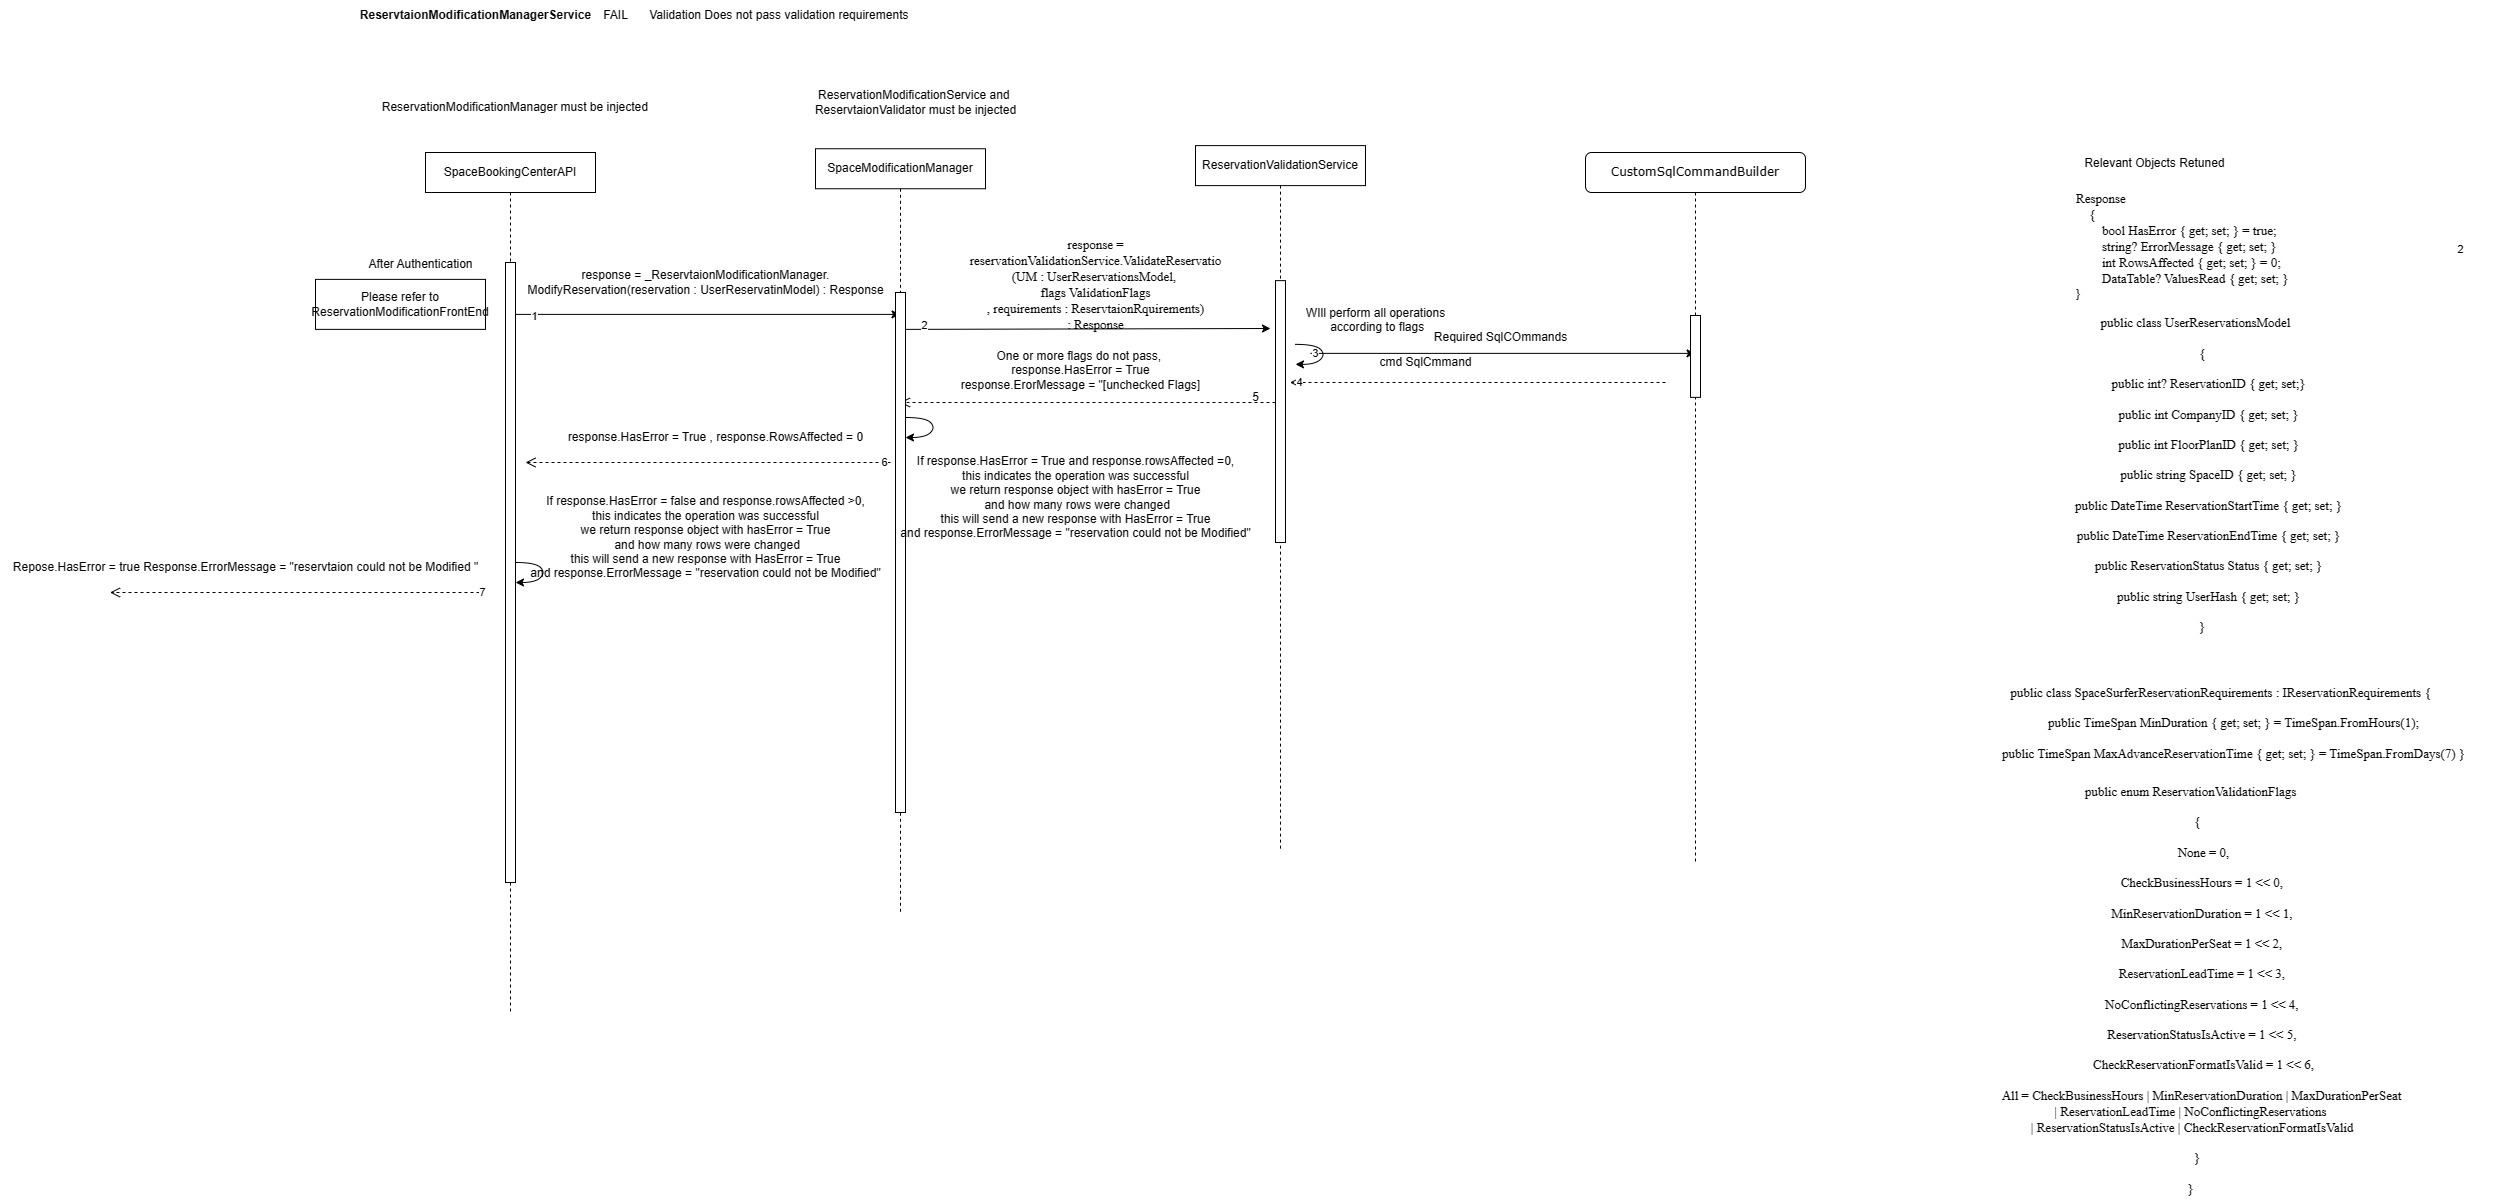 ReservtaionModificationManagerService FAIL Validation Does not pass validation requirements
ReservationModificationManager must be injected
ReservationModificationService and
ReservtaionValidator must be injected
SpaceBookingCenterAPI
SpaceModificationManager
ReservationValidationService
CustomSqlCommandBuilder
After Authentication
Please refer to
ReservationModificationFrontEnd
response = _ReservtaionModificationManager.
ModifyReservation(reservation : UserReservatinModel) : Response
1
response =
reservationValidationService.ValidateReservatio
(UM : UserReservationsModel,
flags ValidationFlags
, requirements : ReservtaionRquirements)
: Response
2
WIll perform all operations
according to flags
Required SqlCOmmands
3
cmd SqlCmmand
4
One or more flags do not pass,
response.HasError = True
response.ErorMessage = "[unchecked Flags]
5
response.HasError = True , response.RowsAffected = 0
6
If response.HasError = True and response.rowsAffected =0,
this indicates the operation was successful
we return response object with hasError = True
and how many rows were changed
this will send a new response with HasError = True
and response.ErrorMessage = "reservation could not be Modified"
If response.HasError = false and response.rowsAffected >0,
this indicates the operation was successful
we return response object with hasError = True
and how many rows were changed
this will send a new response with HasError = True
and response.ErrorMessage = "reservation could not be Modified"
Repose.HasError = true Response.ErrorMessage = "reservtaion could not be Modified "
7
Relevant Objects Retuned
Response
{
bool HasError { get; set; } = true;
string? ErrorMessage { get; set; }
int RowsAffected { get; set; } = 0;
DataTable? ValuesRead { get; set; }
}
2
public class UserReservationsModel
{
public int? ReservationID { get; set;}
public int CompanyID { get; set; }
public int FloorPlanID { get; set; }
public string SpaceID { get; set; }
public DateTime ReservationStartTime { get; set; }
public DateTime ReservationEndTime { get; set; }
public ReservationStatus Status { get; set; }
public string UserHash { get; set; }
}
public class SpaceSurferReservationRequirements : IReservationRequirements {
public TimeSpan MinDuration { get; set; } = TimeSpan.FromHours(1);
public TimeSpan MaxAdvanceReservationTime { get; set; } = TimeSpan.FromDays(7) }
public enum ReservationValidationFlags
{
None = 0,
CheckBusinessHours = 1 << 0,
MinReservationDuration = 1 << 1,
MaxDurationPerSeat = 1 << 2,
ReservationLeadTime = 1 << 3,
NoConflictingReservations = 1 << 4,
ReservationStatusIsActive = 1 << 5,
CheckReservationFormatIsValid = 1 << 6,
All = CheckBusinessHours | MinReservationDuration | MaxDurationPerSeat
| ReservationLeadTime | NoConflictingReservations
| ReservationStatusIsActive | CheckReservationFormatIsValid
}
}